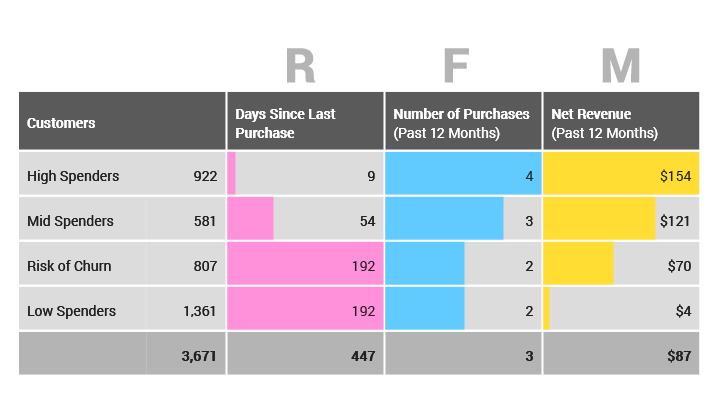 R F M
Customers Days Since Last Purchase Number of Purchases (Past 12 Months) Net Revenue (Past 12 Months)
High Spenders 922 9 4 $154
Mid Spenders 581 54 3 $121
Risk of Churn 807 192 2 $70
Low Spenders 1,361 192 2 $4
3,671 447 3 $87